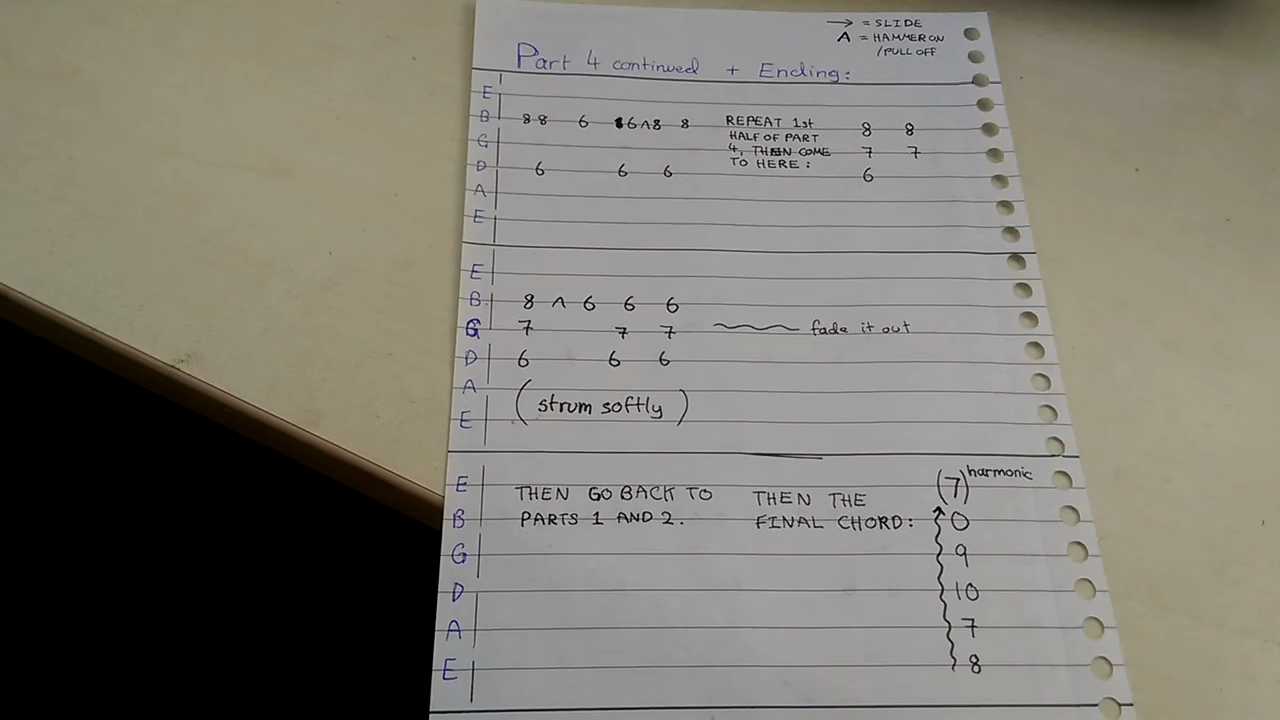 → = SLIDE
A = HAMMER ON
/PULL OFF
Part 4 continued + Ending:
E
B 8 8 6 6 ʌ 8 8 REPEAT 1st 8 8
G HALF OF PART
4, THEN COME 7 7
D 6 6 6 TO HERE: 6
A
E
E
B 8 ʌ 6 6 6
G 7 7 7 fade it out
D 6 6 6
A
(strum softly)
E
E THEN GO BACK TO THEN THE (7) harmonic
B PARTS 1 AND 2. FINAL CHORD: 0
G 9
D 10
A 7
E 8